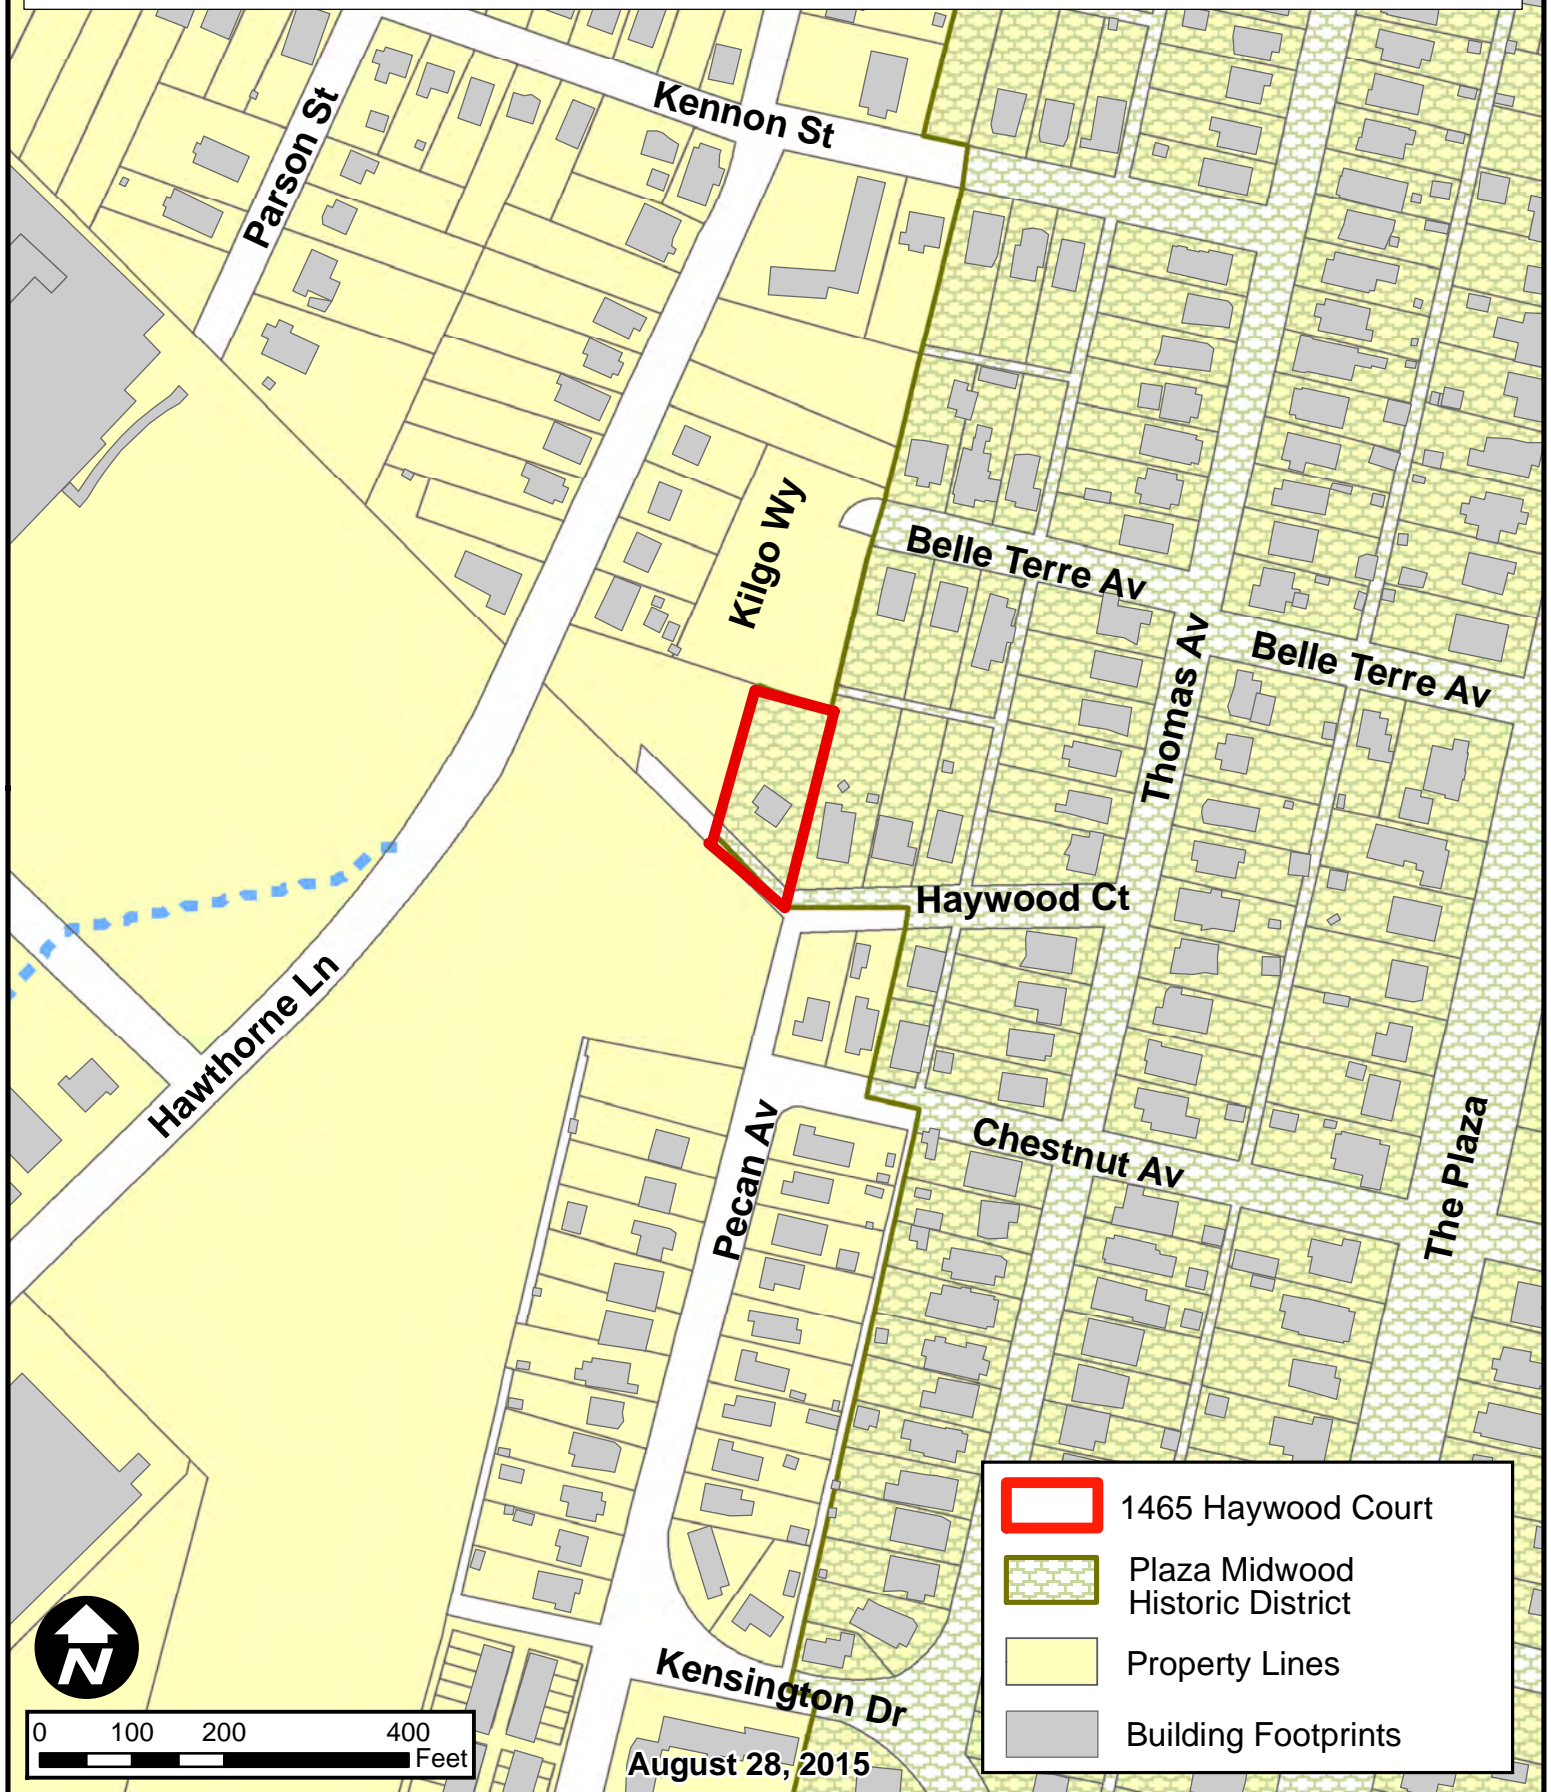 Kennon St
Parson St
Kilgo Wy
Belle Terre Av
Belle Terre Av
Thomas Av
Haywood Ct
Hawthorne Ln
Pecan Av
Chestnut Av
The Plaza
Kensington Dr
1465 Haywood Court
Plaza Midwood
Historic District
Property Lines
Building Footprints
N
0 100 200 400
Feet
August 28, 2015